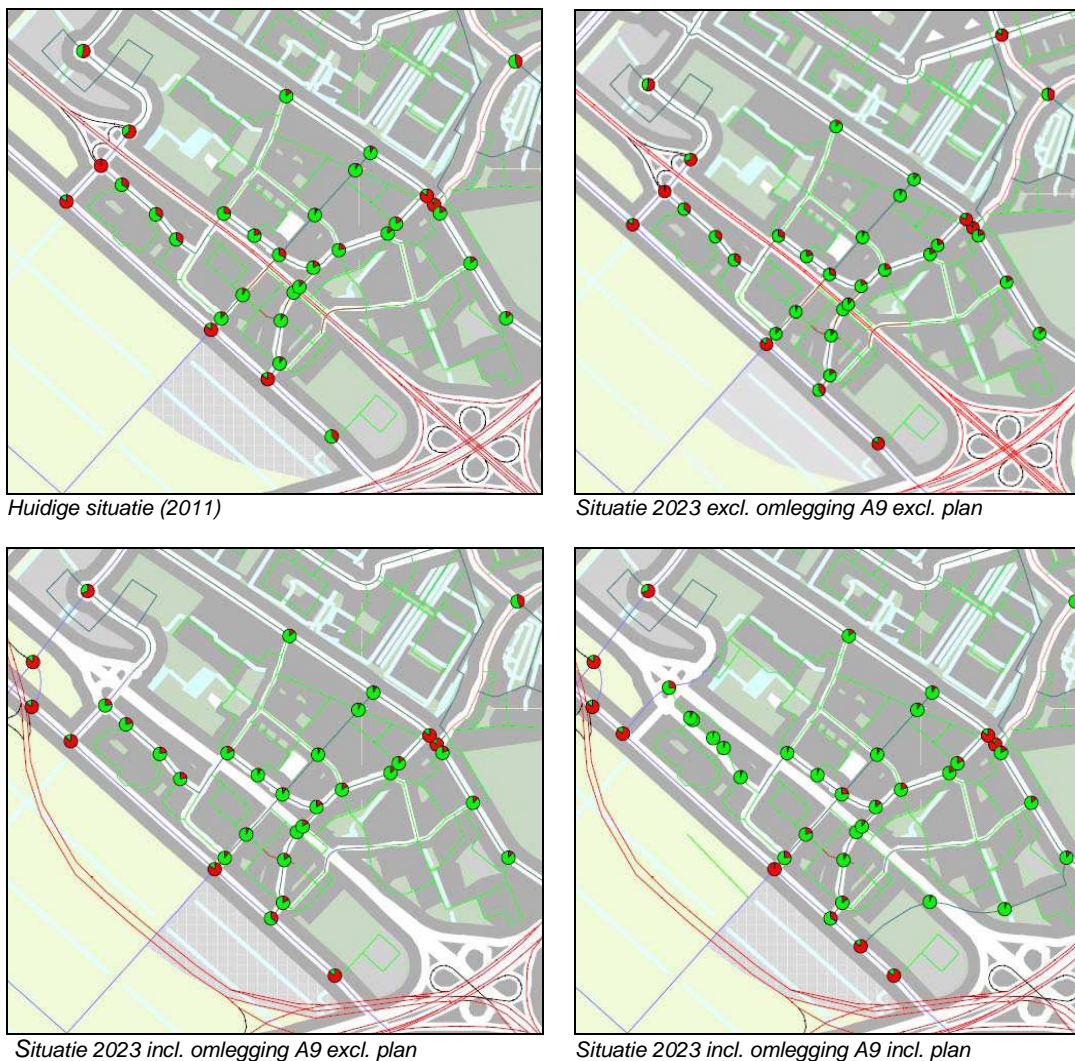 Huidige situatie (2011)
Situatie 2023 excl. omlegging A9 excl. plan
Situatie 2023 incl. omlegging A9 excl. plan
Situatie 2023 incl. omlegging A9 incl. plan